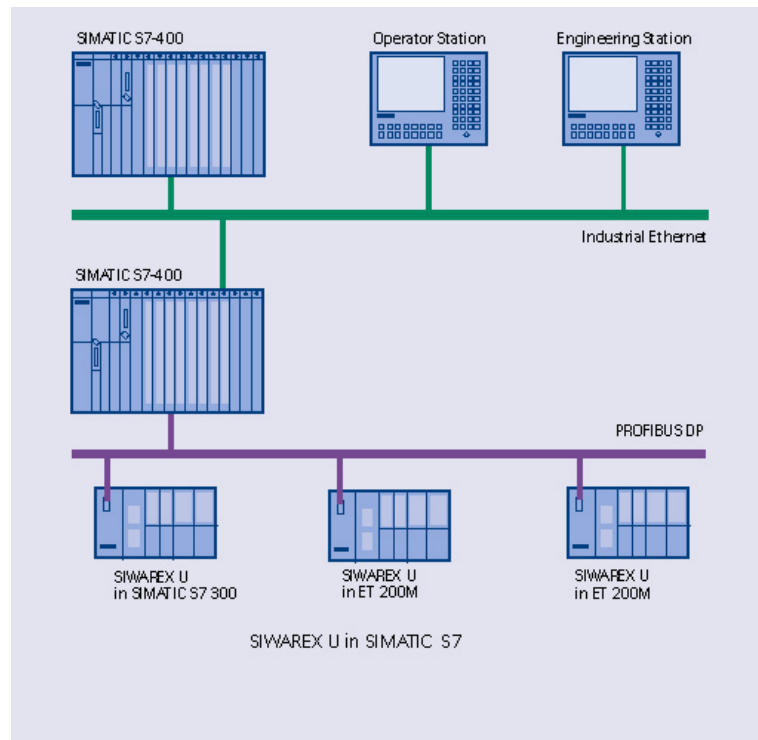 SIMATIC S7-400
Operator Station
Engineering Station
Industrial Ethernet
SIMATIC S7-400
PROFIBUS DP
SIWAREX U
in SIMATIC S7 300
SIWAREX U
in ET 200M
SIWAREX U
in ET 200M
SIWAREX U in SIMATIC S7